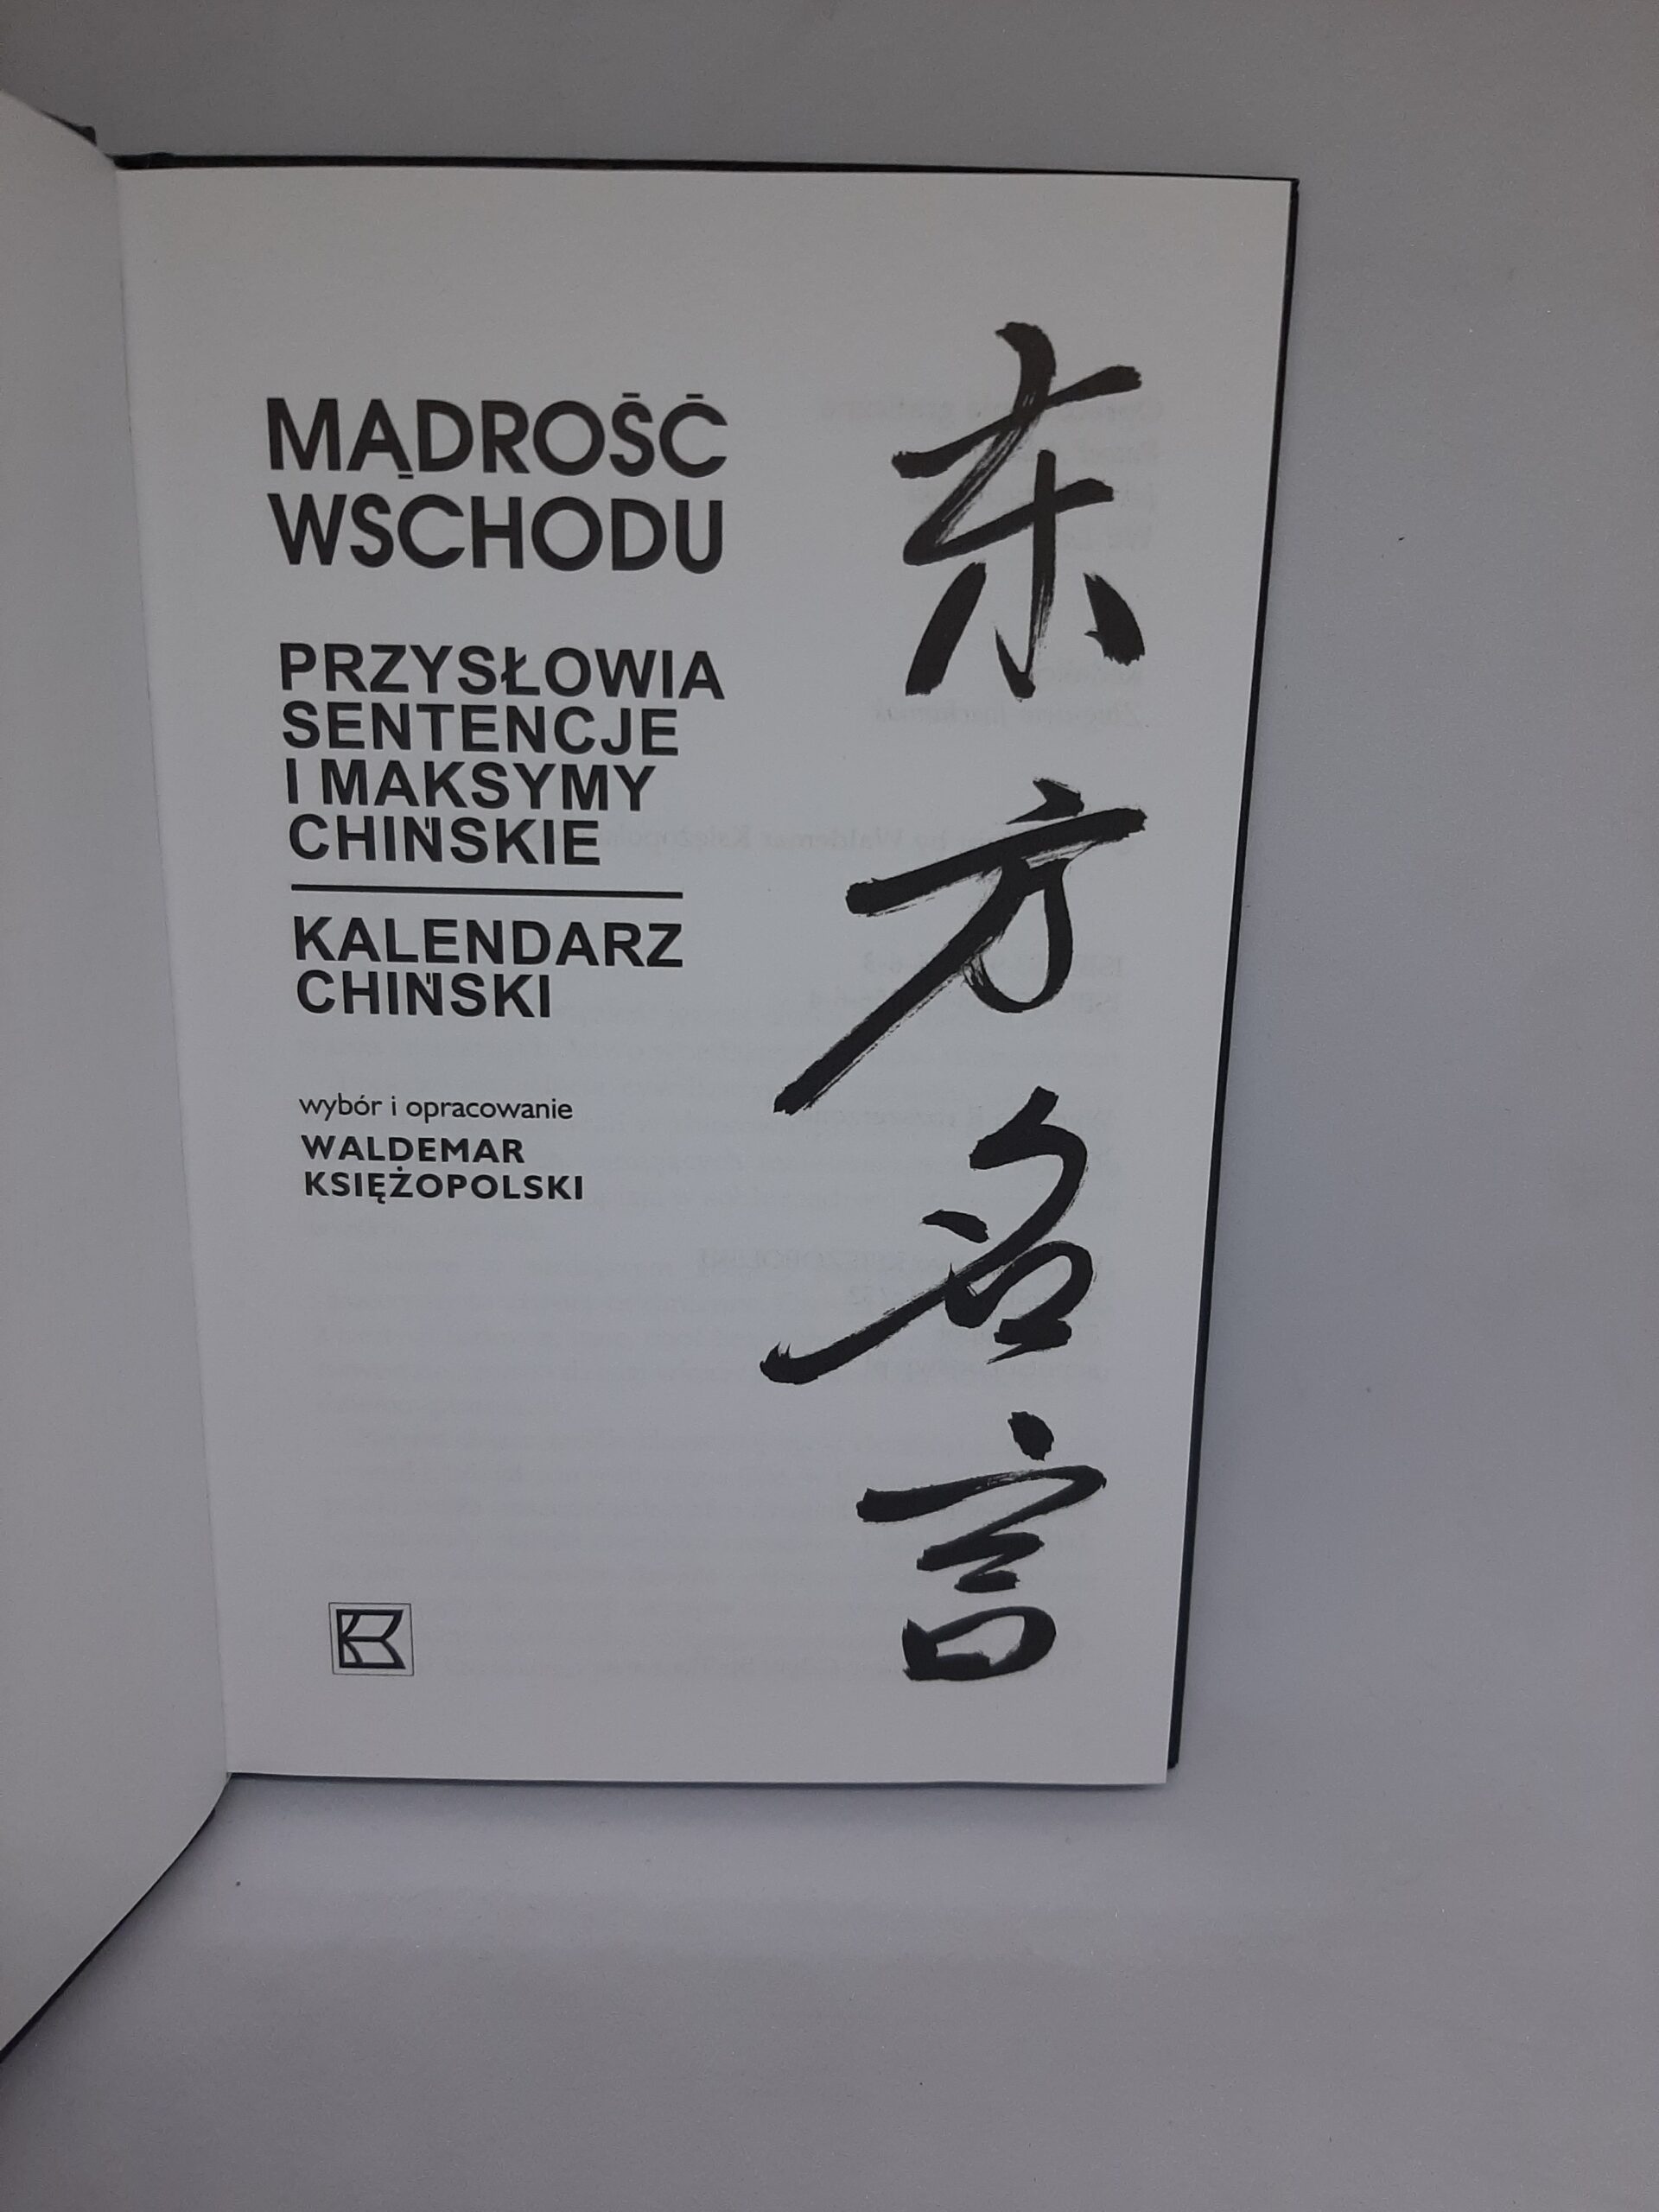 MĄDROŚĆ
WSCHODU
PRZYSŁOWIA
SENTENCJE
I MAKSYMY
CHIŃSKIE
KALENDARZ
CHIŃSKI
wybór i opracowanie
WALDEMAR
KSIĘŻOPOLSKI
东方名言